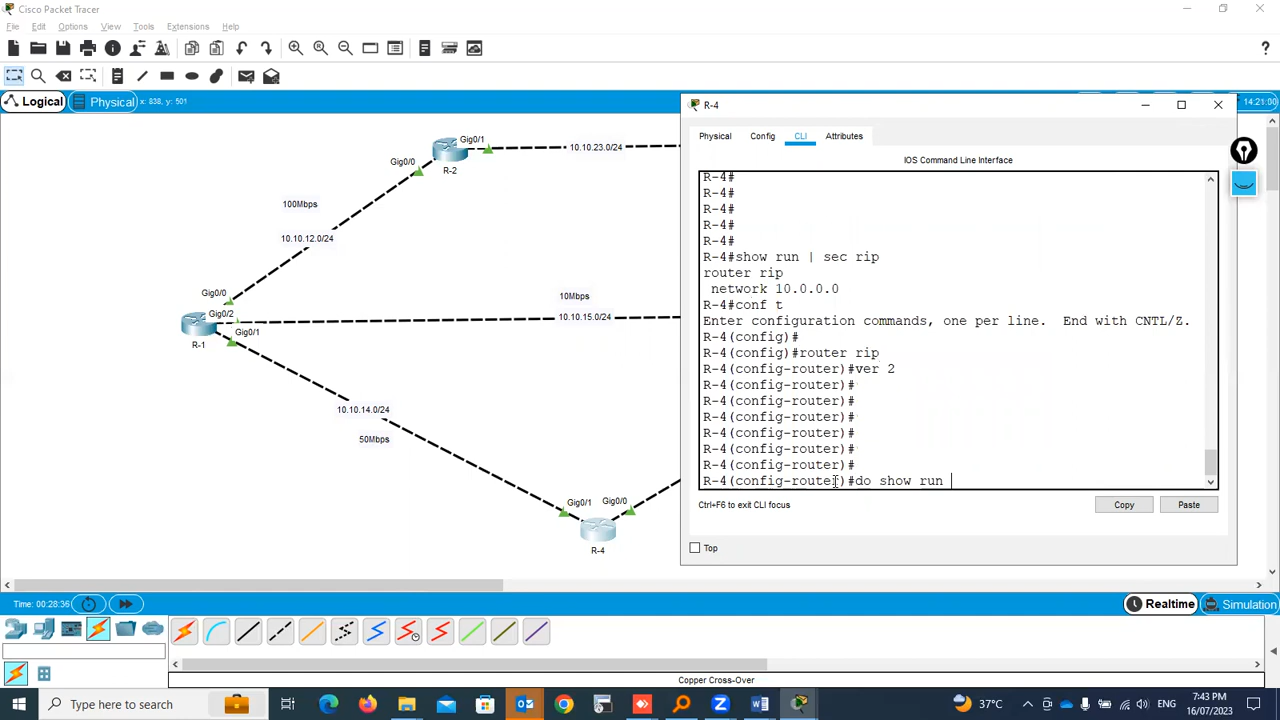 Cisco Packet Tracer
File Edit Options View Tools Extensions Help
?
Logical Physical x: 838, y: 501
14:21:00
R-4
Physical Config CLI Attributes
IOS Command Line Interface
R-4#
R-4#
R-4#
R-4#
R-4#
R-4#show run | sec rip
router rip
network 10.0.0.0
R-4#conf t
Enter configuration commands, one per line. End with CNTL/Z.
R-4(config)#
R-4(config)#router rip
R-4(config-router)#ver 2
R-4(config-router)#
R-4(config-router)#
R-4(config-router)#
R-4(config-router)#
R-4(config-router)#
R-4(config-router)#
R-4(config-router)#do show run
Ctrl+F6 to exit CLI focus
Copy Paste
Top
Gig0/1
10.10.23.0/24
Gig0/0
R-2
100Mbps
10.10.12.0/24
Gig0/0
10Mbps
Gig0/2
10.10.15.0/24
Gig0/1
R-1
10.10.14.0/24
50Mbps
Gig0/1 Gig0/0
R-4
Time: 00:28:36
Realtime Simulation
Copper Cross-Over
Type here to search
37°C
ENG
7:43 PM
16/07/2023